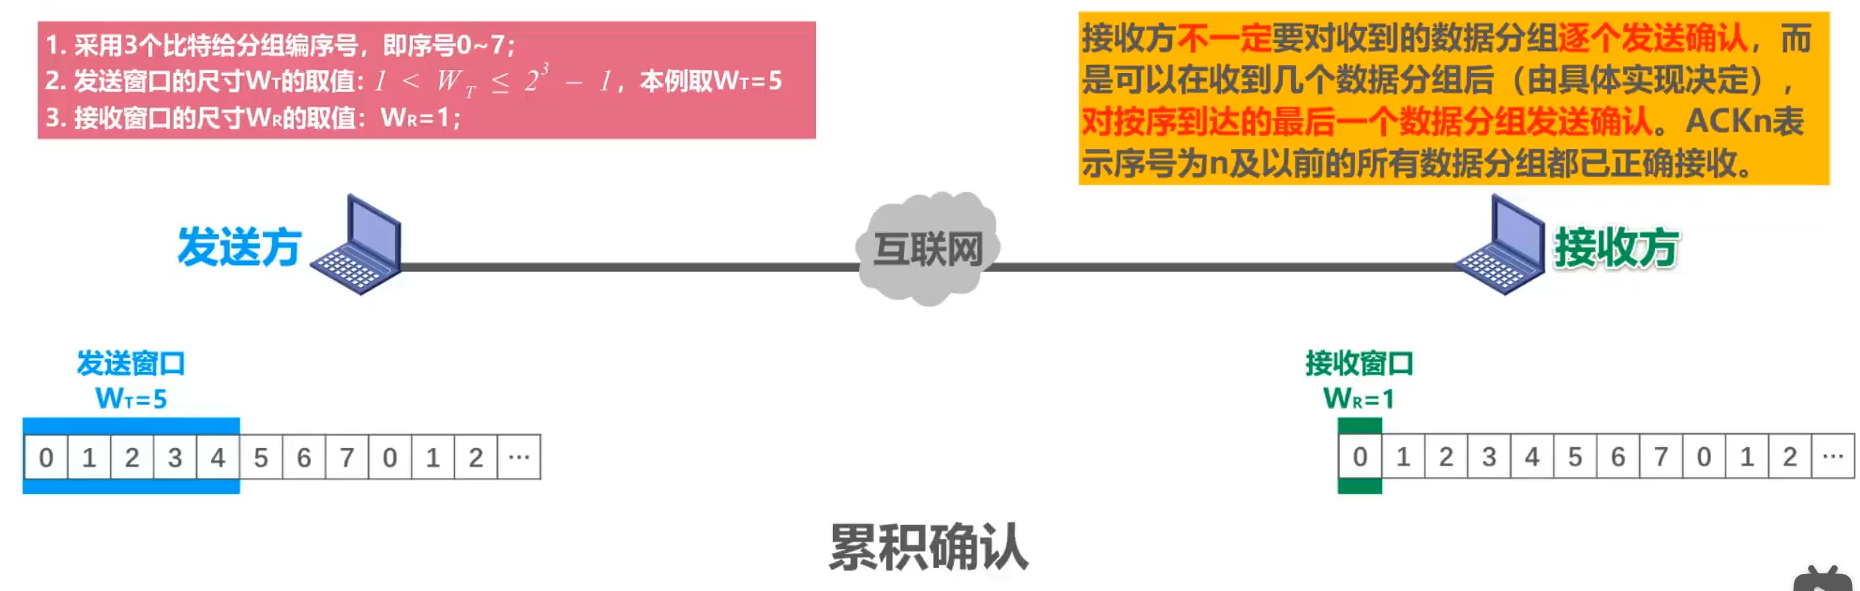 1. 采用3个比特给分组编序号，即序号0~7；
2. 发送窗口的尺寸WT的取值：1 < W_T ≤ 2^3 − 1，本例取WT=5
3. 接收窗口的尺寸WR的取值：WR=1；
接收方不一定要对收到的数据分组逐个发送确认，而
是可以在收到几个数据分组后（由具体实现决定），
对按序到达的最后一个数据分组发送确认。ACKn表
示序号为n及以前的所有数据分组都已正确接收。
发送方
互联网
接收方
发送窗口
WT=5
0 1 2 3 4 5 6 7 0 1 2 ···
接收窗口
WR=1
0 1 2 3 4 5 6 7 0 1 2 ···
累积确认